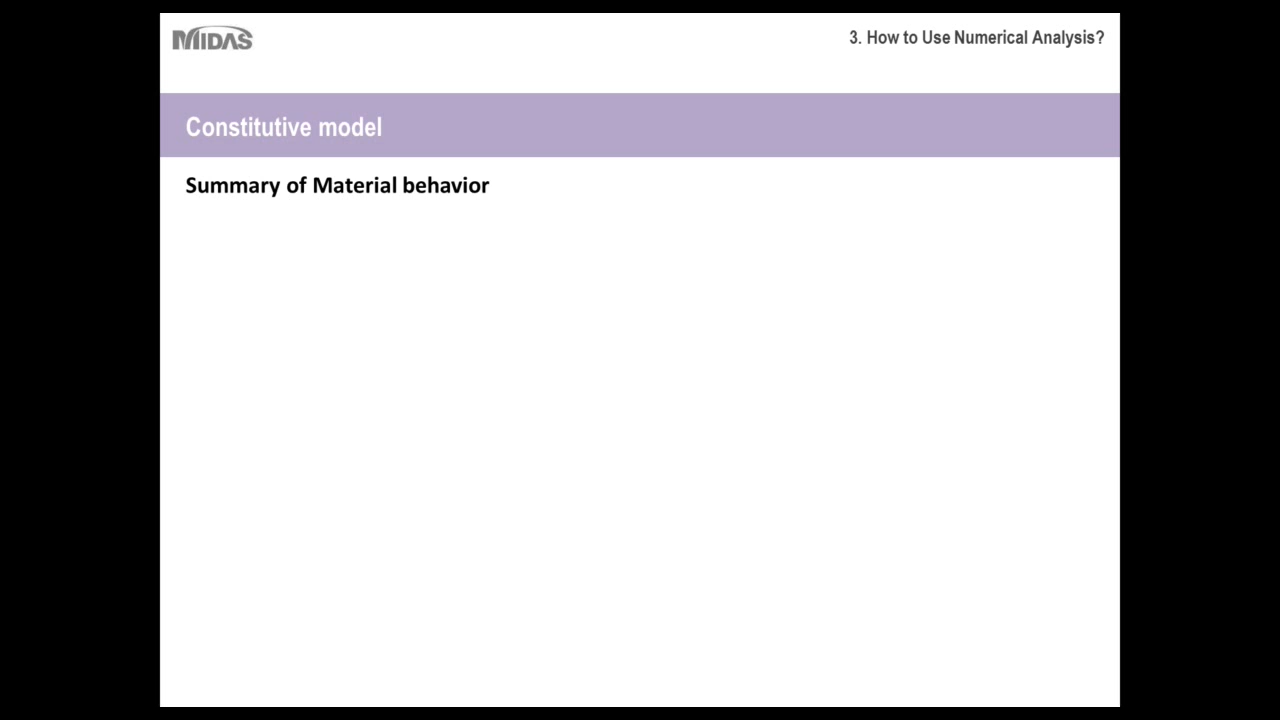 MIDAS
3. How to Use Numerical Analysis?
Constitutive model
Summary of Material behavior